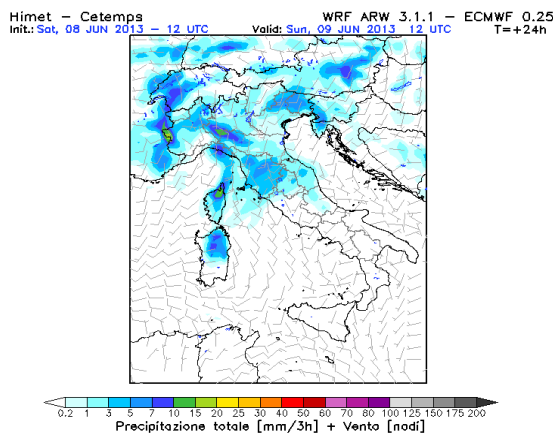 Himet – Cetemps WRF ARW 3.1.1 – ECMWF 0.25
Init.: Sat, 08 JUN 2013 – 12 UTC Valid: Sun, 09 JUN 2013 12 UTC T=+24h
0.2 1 3 5 7 10 15 20 25 30 40 50 60 70 80 100 125 150 175 200
Precipitazione totale [mm/3h] + Vento [nodi]